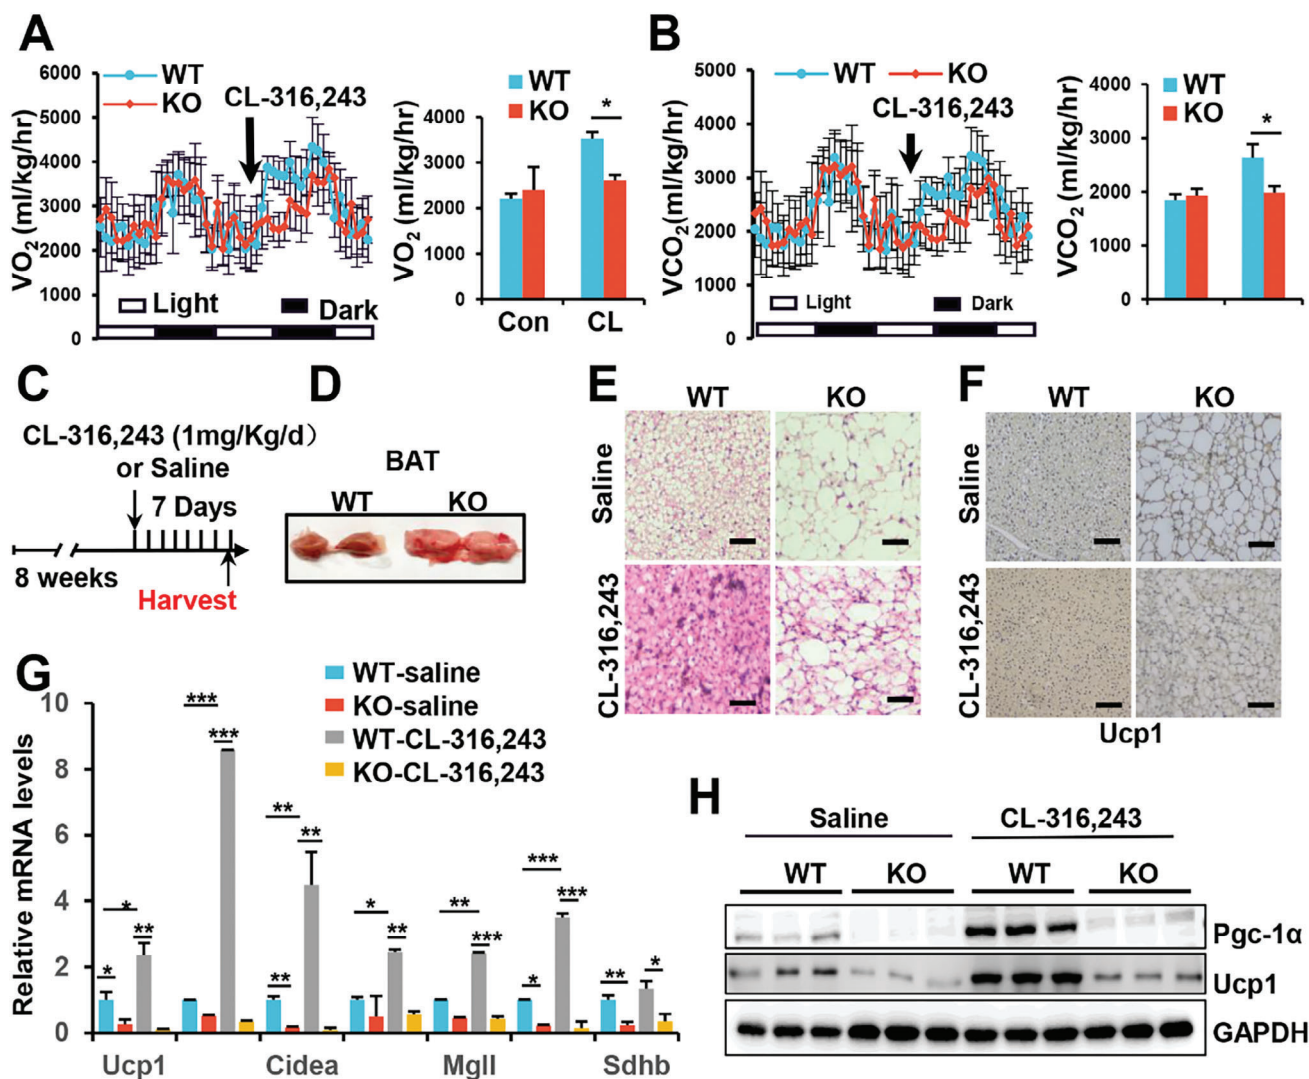 A
B
6000
5000
4000
3000
2000
1000
0
VO2 (ml/kg/hr)
WT
KO
CL-316,243
Light
Dark
4000
3000
2000
1000
0
VO2 (ml/kg/hr)
WT
KO
*
Con
CL
5000
4000
3000
2000
1000
0
VCO2(ml/kg/hr)
WT
KO
CL-316,243
Light
Dark
4000
3000
2000
1000
0
VCO2 (ml/kg/hr)
WT
KO
*
C
CL-316,243 (1mg/Kg/d)
or Saline
7 Days
8 weeks
Harvest
D
BAT
WT
KO
E
WT
KO
Saline
CL-316,243
F
WT
KO
Saline
CL-316,243
Ucp1
G
WT-saline
KO-saline
WT-CL-316,243
KO-CL-316,243
Relative mRNA levels
10
8
6
4
2
0
* * **
*** ***
** ** **
* **
** ***
* *** ***
** *
Ucp1
Cidea
Mgll
Sdhb
H
Saline
CL-316,243
WT
KO
WT
KO
Pgc-1α
Ucp1
GAPDH